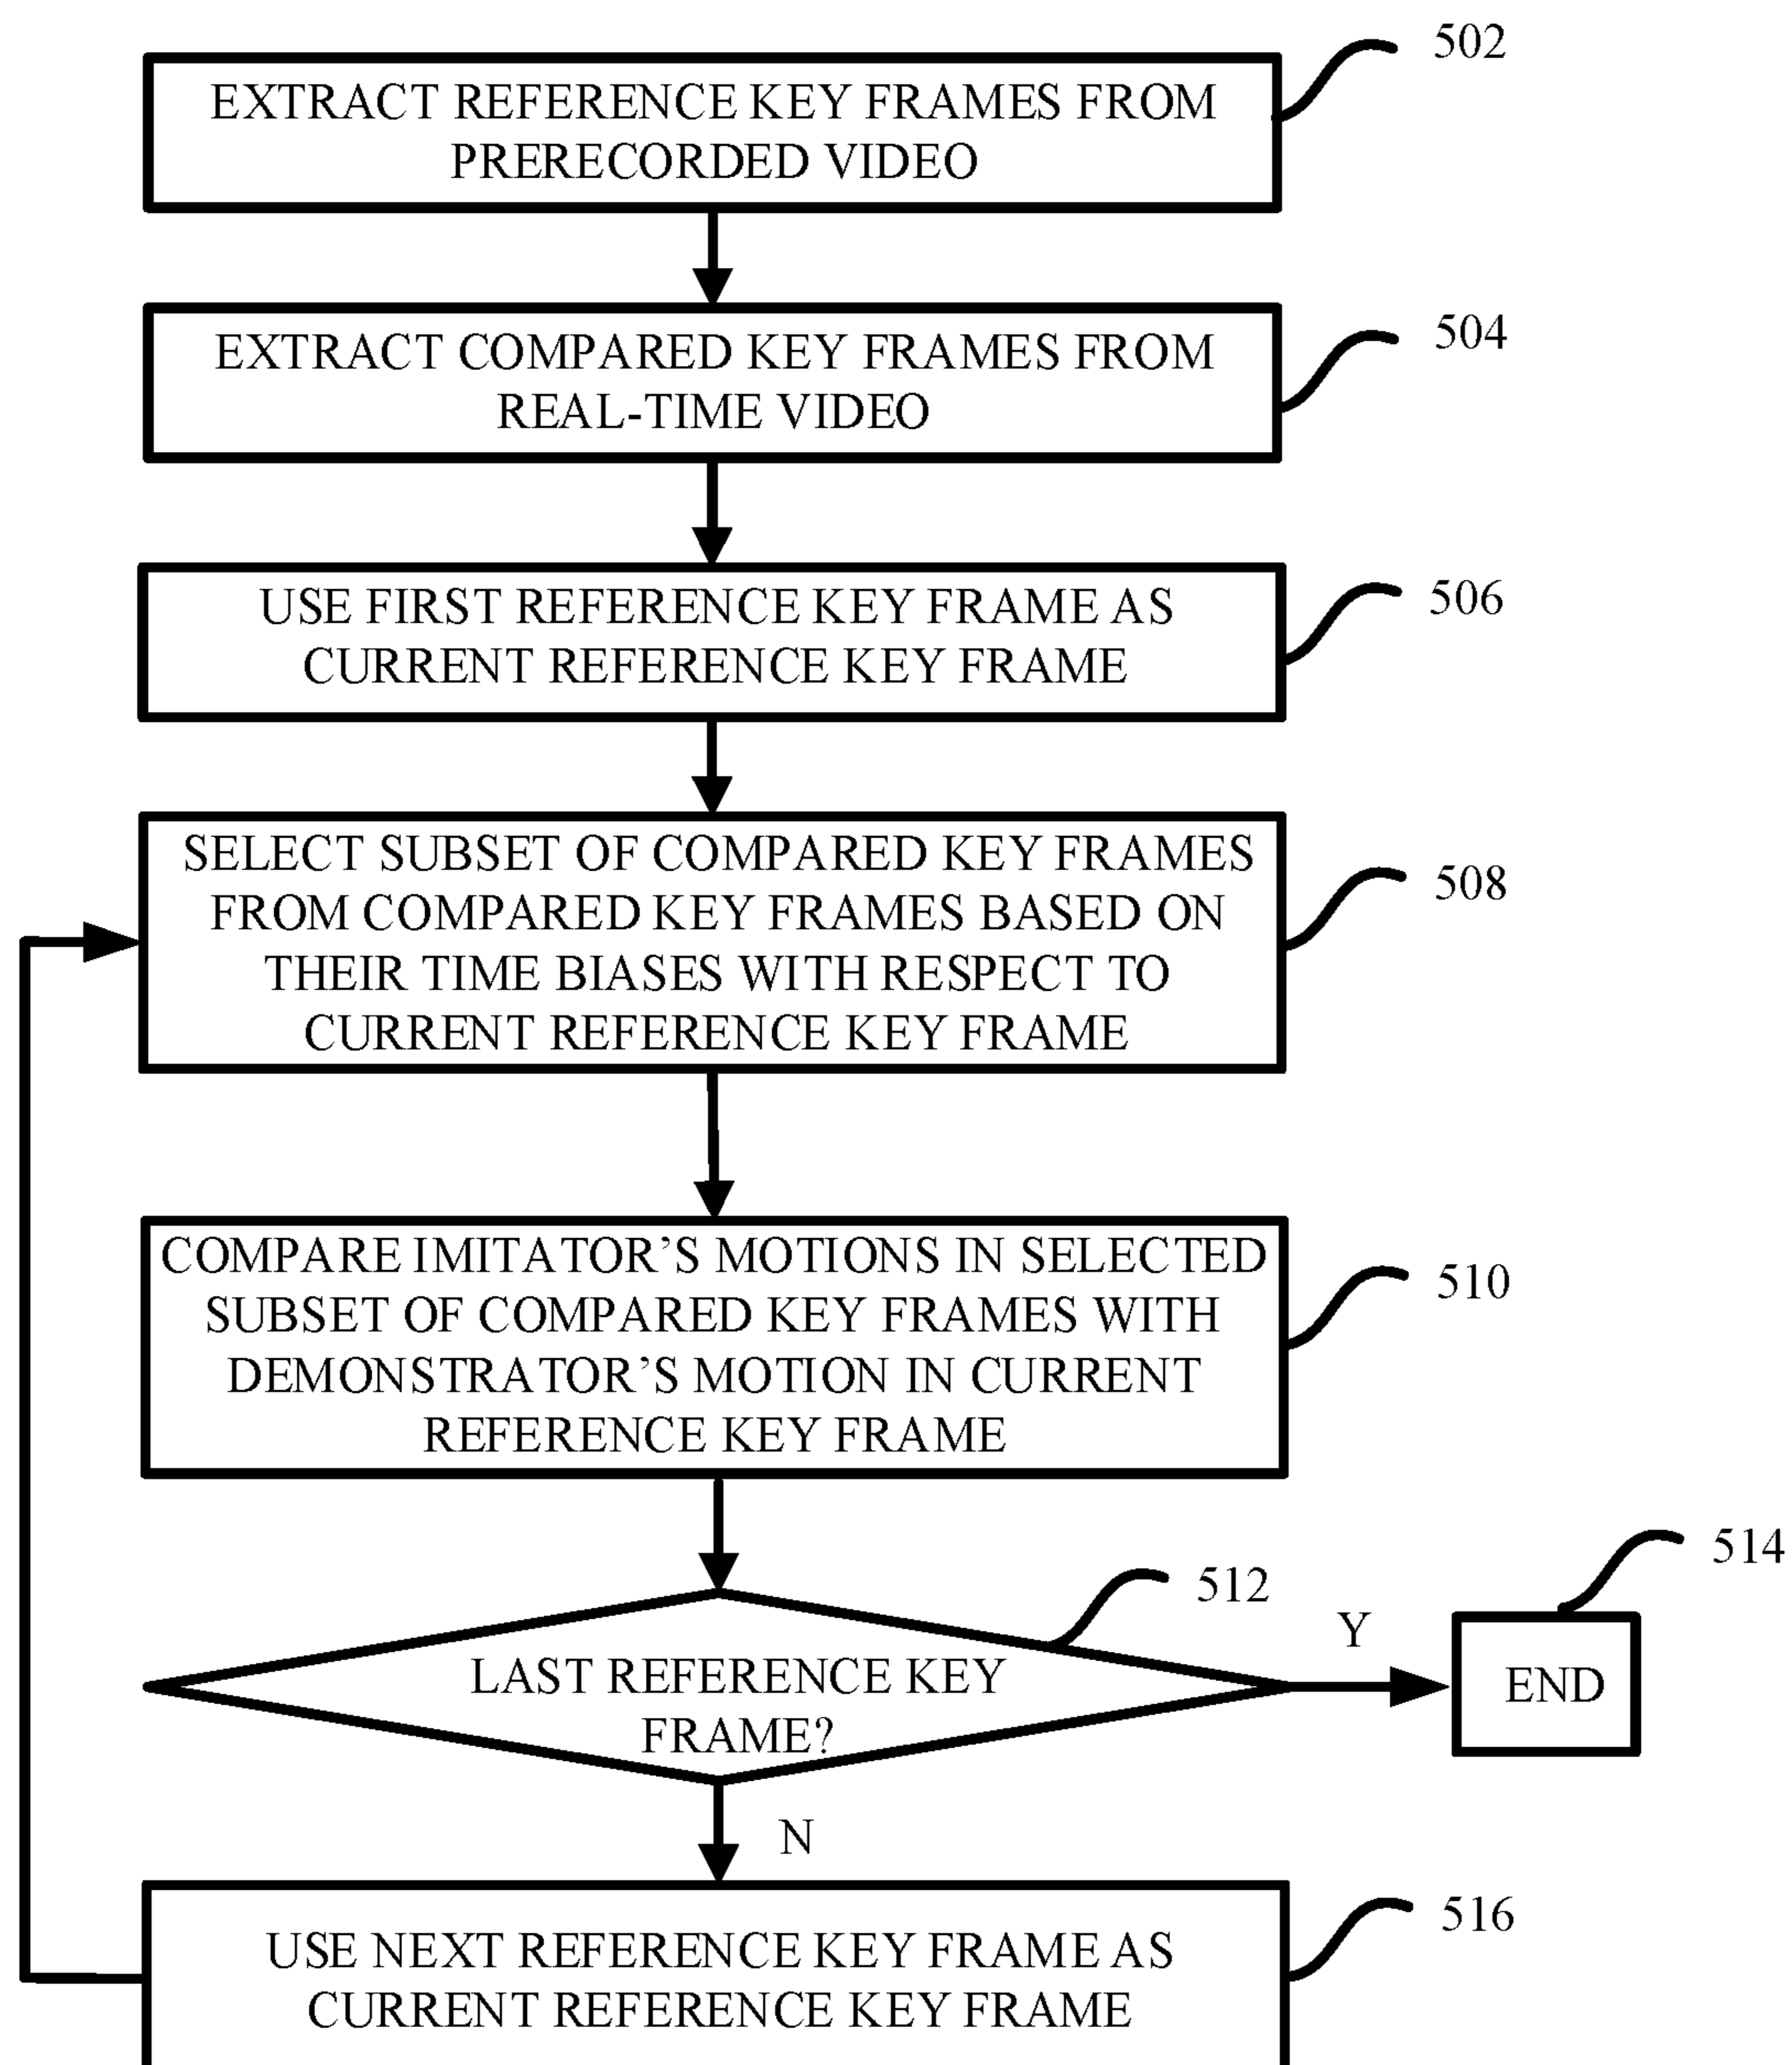 502
EXTRACT REFERENCE KEY FRAMES FROM
PRERECORDED VIDEO
504
EXTRACT COMPARED KEY FRAMES FROM
REAL-TIME VIDEO
506
USE FIRST REFERENCE KEY FRAME AS
CURRENT REFERENCE KEY FRAME
508
SELECT SUBSET OF COMPARED KEY FRAMES
FROM COMPARED KEY FRAMES BASED ON
THEIR TIME BIASES WITH RESPECT TO
CURRENT REFERENCE KEY FRAME
510
COMPARE IMITATOR’S MOTIONS IN SELECTED
SUBSET OF COMPARED KEY FRAMES WITH
DEMONSTRATOR’S MOTION IN CURRENT
REFERENCE KEY FRAME
512
LAST REFERENCE KEY
FRAME?
Y
514
END
N
516
USE NEXT REFERENCE KEY FRAME AS
CURRENT REFERENCE KEY FRAME